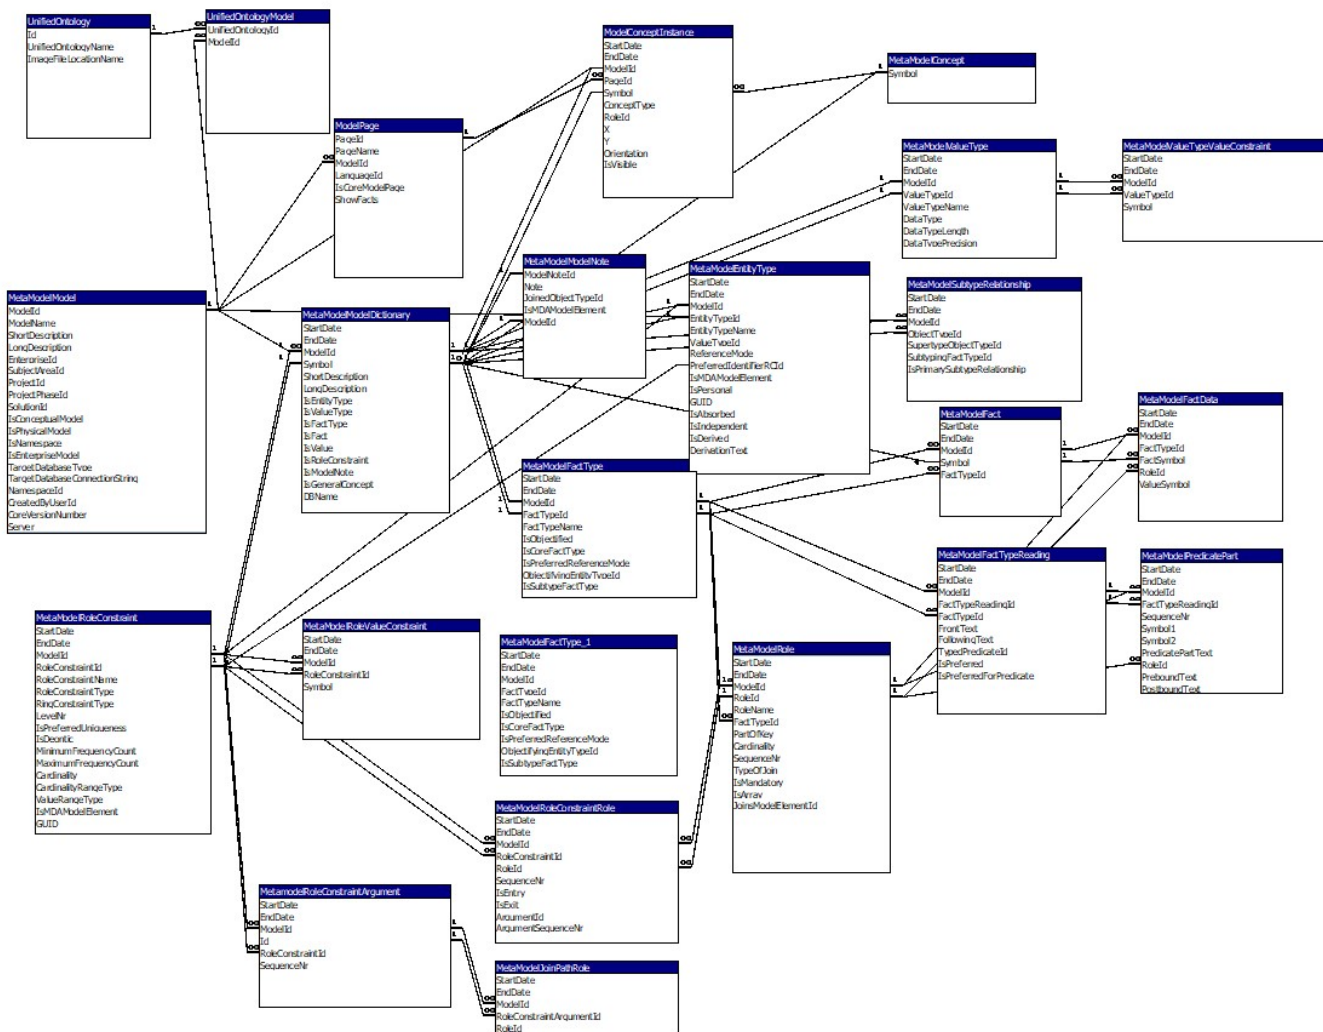 UnifiedOntology
Id
UnifiedOntologyName
ImageFileLocationName
UnifiedOntologyModel
UnifiedOntologyId
ModelId
ModelConceptInstance
StartDate
EndDate
ModelId
PageId
Symbol
ConceptType
RoleId
X
Y
Orientation
IsVisible
MetaModelConcept
Symbol
ModelPage
PageId
PageName
ModelId
LanguageId
IsCoreModelPage
ShowFacts
MetaModelValueType
StartDate
EndDate
ModelId
ValueTypeId
ValueTypeName
DataType
DataTypeLength
DataTypePrecision
MetaModelValueTypeValueConstraint
StartDate
EndDate
ModelId
ValueTypeId
Symbol
MetaModelModel
ModelId
ModelName
ShortDescription
LongDescription
EnterpriseId
SubjectAreaId
ProjectId
ProjectPhaseId
SolutionId
IsConceptualModel
IsPhysicalModel
IsNamespace
IsEnterpriseModel
TargetDatabaseType
TargetDatabaseConnectionString
NamespaceId
CreatedByUserId
CoreVersionNumber
Server
MetaModelModelDictionary
StartDate
EndDate
ModelId
Symbol
ShortDescription
LongDescription
IsEntityType
IsValueType
IsFactType
IsFact
IsValue
IsRoleConstraint
IsModelNote
IsGeneralConcept
DBName
MetaModelModelNote
ModelNoteId
Note
JoinedObjectTypeId
IsMDAModelElement
ModelId
MetaModelEntityType
StartDate
EndDate
ModelId
EntityTypeId
EntityTypeName
ValueTypeId
ReferenceMode
PreferredIdentifierRCId
IsMDAModelElement
IsPersonal
GUID
IsAbsorbed
IsIndependent
IsDerived
DerivationText
MetaModelSubtypeRelationship
StartDate
EndDate
ModelId
ObjectTypeId
SupertypeObjectTypeId
SubtypingFactTypeId
IsPrimarySubtypeRelationship
MetaModelFact
StartDate
EndDate
ModelId
Symbol
FactTypeId
MetaModelFactData
StartDate
EndDate
ModelId
FactTypeId
FactSymbol
RoleId
ValueSymbol
MetaModelFactType
StartDate
EndDate
ModelId
FactTypeId
FactTypeName
IsObjectified
IsCoreFactType
IsPreferredReferenceMode
ObjectifyingEntityTypeId
IsSubtypeFactType
MetaModelFactTypeReading
StartDate
EndDate
ModelId
FactTypeReadingId
FactTypeId
FrontText
FollowingText
TypedPredicateId
IsPreferred
IsPreferredForPredicate
MetaModelPredicatePart
StartDate
EndDate
ModelId
FactTypeReadingId
SequenceNr
Symbol1
Symbol2
PredicatePartText
RoleId
PreboundText
PostboundText
MetaModelRoleConstraint
StartDate
EndDate
ModelId
RoleConstraintId
RoleConstraintName
RoleConstraintType
RingConstraintType
LevelNr
IsPreferredUniqueness
IsDeontic
MinimumFrequencyCount
MaximumFrequencyCount
Cardinality
CardinalityRangeType
ValueRangeType
IsMDAModelElement
GUID
MetaModelRoleValueConstraint
StartDate
EndDate
ModelId
RoleConstraintId
Symbol
MetaModelFactType_1
StartDate
EndDate
ModelId
FactTypeId
FactTypeName
IsObjectified
IsCoreFactType
IsPreferredReferenceMode
ObjectifyingEntityTypeId
IsSubtypeFactType
MetaModelRole
StartDate
EndDate
ModelId
RoleId
RoleName
FactTypeId
PartOfKey
Cardinality
SequenceNr
TypeOfJoin
IsMandatory
IsArray
JoinsModelElementId
MetaModelRoleConstraintRole
StartDate
EndDate
ModelId
RoleConstraintId
RoleId
SequenceNr
IsEntry
IsExit
ArgumentId
ArgumentSequenceNr
MetamodelRoleConstraintArgument
StartDate
EndDate
ModelId
Id
RoleConstraintId
SequenceNr
MetaModelJoinPathRole
StartDate
EndDate
ModelId
RoleConstraintArgumentId
RoleId